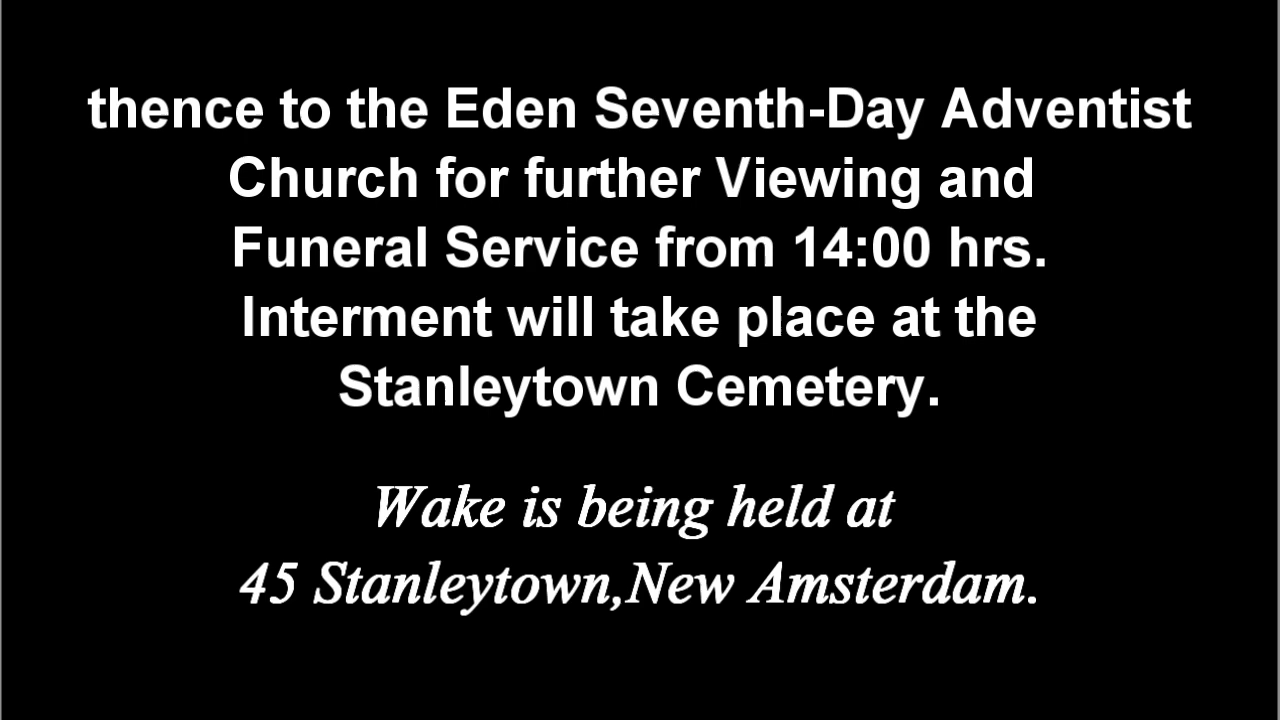 thence to the Eden Seventh-Day Adventist
Church for further Viewing and
Funeral Service from 14:00 hrs.
Interment will take place at the
Stanleytown Cemetery.
Wake is being held at
45 Stanleytown,New Amsterdam.